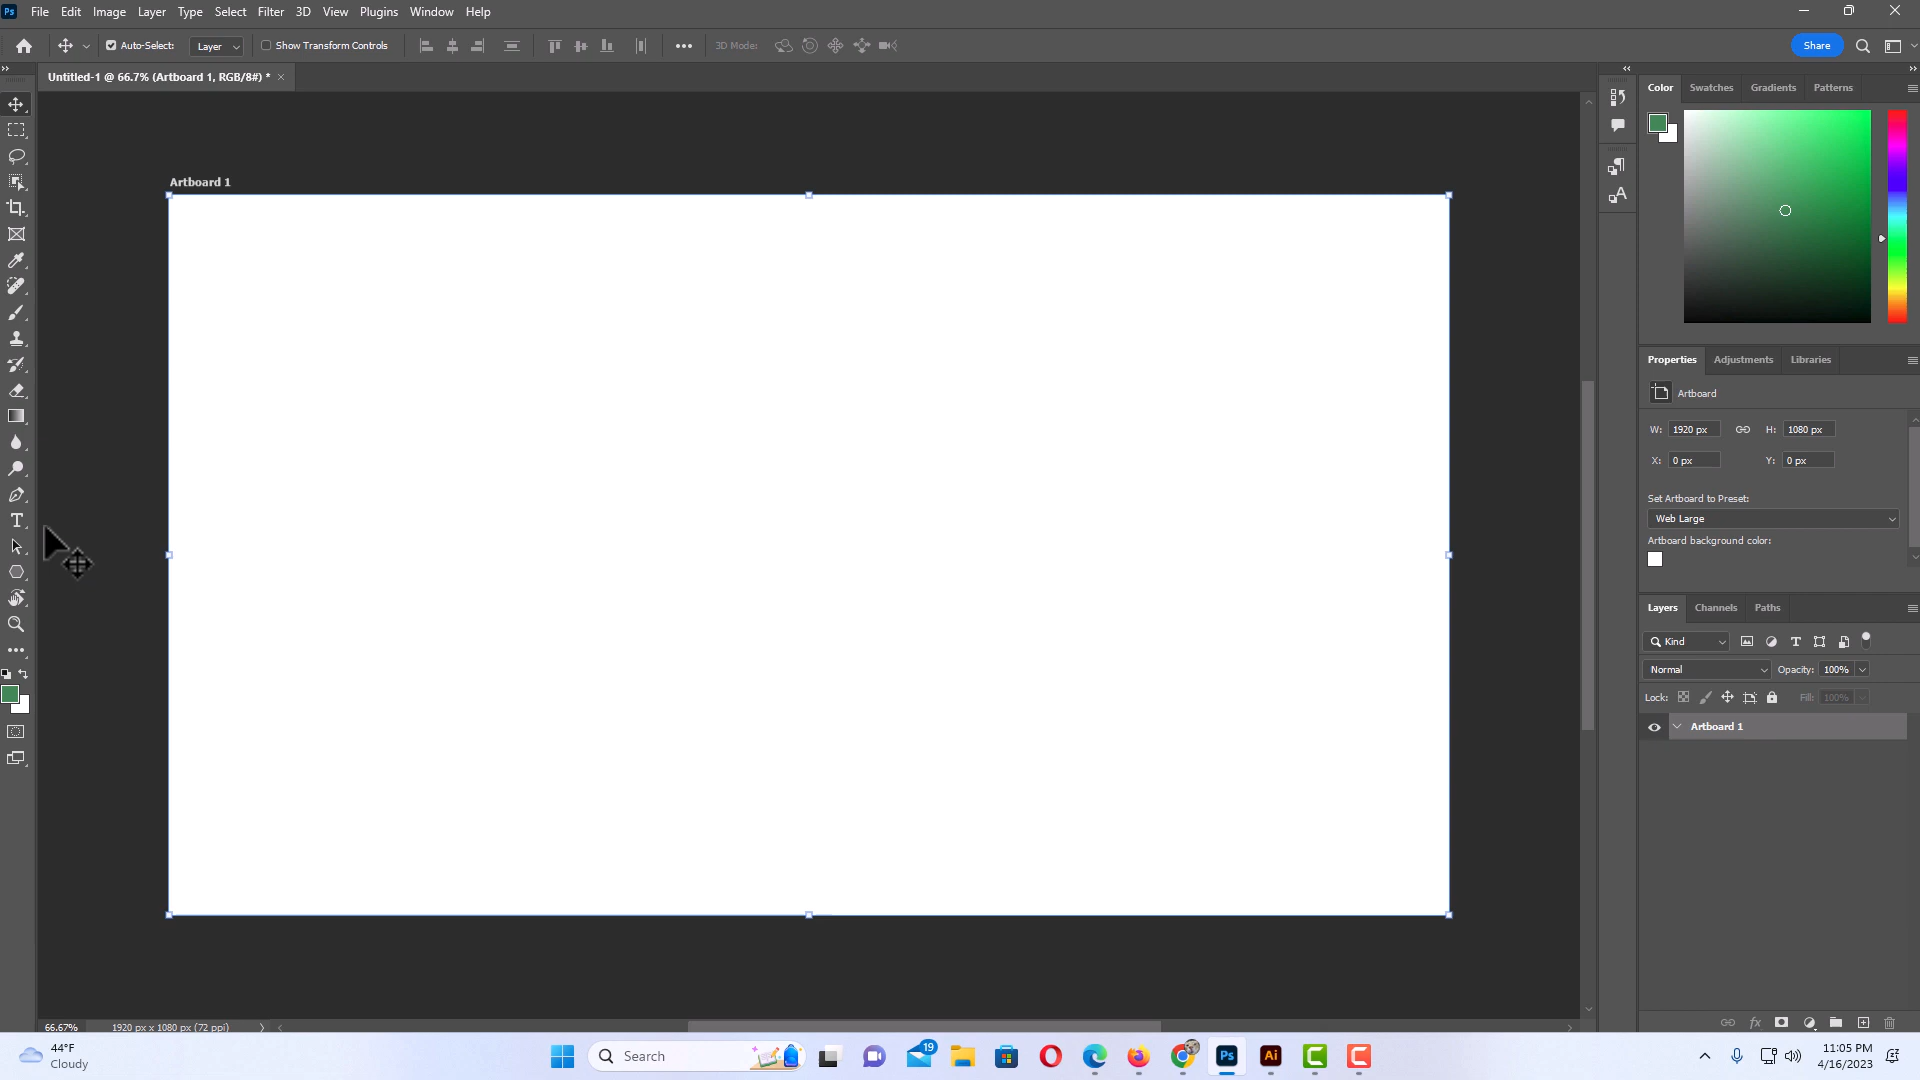 Ps File Edit Image Layer Type Select Filter 3D View Plugins Window Help
Auto-Select: Layer Show Transform Controls 3D Mode: Share
Untitled-1 @ 66.7% (Artboard 1, RGB/8#) * ×
Color Swatches Gradients Patterns
Artboard 1
Properties Adjustments Libraries
Artboard
W: 1920 px H: 1080 px
X: 0 px Y: 0 px
Set Artboard to Preset:
Web Large
Artboard background color:
Layers Channels Paths
Kind
Normal Opacity: 100%
Lock: Fill: 100%
Artboard 1
66.67% 1920 px x 1080 px (72 ppi)
44°F
Cloudy
Search
19
Ps
Ai
11:05 PM
4/16/2023